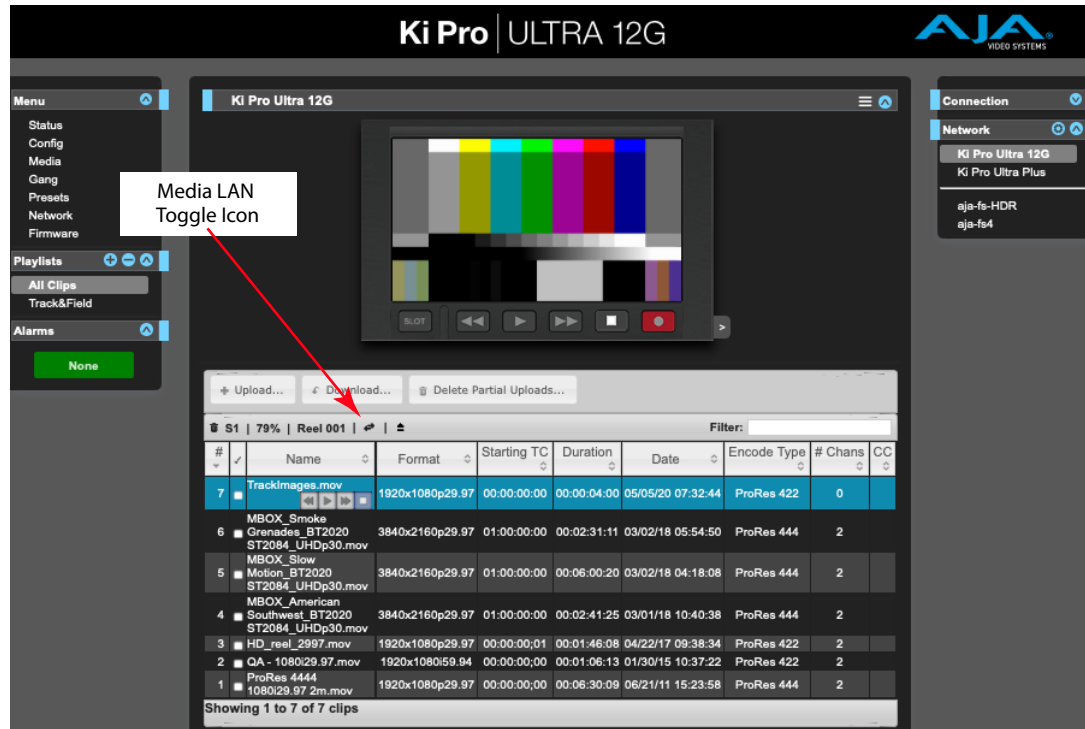 Ki Pro ULTRA 12G
AJA
VIDEO SYSTEMS
Menu
Status
Config
Media
Gang
Presets
Network
Firmware
Playlists
All Clips
Track&Field
Alarms
None
Media LAN
Toggle Icon
Ki Pro Ultra 12G
SLOT
>
Upload...
Download...
Delete Partial Uploads...
S1 | 79% | Reel 001 | |
Filter:
# Name Format Starting TC Duration Date Encode Type # Chans CC
7 TrackImages.mov 1920x1080p29.97 00:00:00:00 00:00:04:00 05/05/20 07:32:44 ProRes 422 0
6 MBOX_Smoke
Grenades_BT2020
ST2084_UHDp30.mov 3840x2160p29.97 01:00:00:00 00:02:31:11 03/02/18 05:54:50 ProRes 444 2
5 MBOX_Slow
Motion_BT2020
ST2084_UHDp30.mov 3840x2160p29.97 01:00:00:00 00:06:00:20 03/02/18 04:18:08 ProRes 444 2
4 MBOX_American
Southwest_BT2020
ST2084_UHDp30.mov 3840x2160p29.97 01:00:00:00 00:02:41:25 03/01/18 10:40:38 ProRes 444 2
3 HD_reel_2997.mov 1920x1080p29.97 00:00:00;01 00:01:46:08 04/22/17 09:38:34 ProRes 422 2
2 QA - 1080i29.97.mov 1920x1080i59.94 00:00:00;00 00:01:06:13 01/30/15 10:37:22 ProRes 422 2
1 ProRes 4444
1080i29.97 2m.mov 1920x1080p29.97 00:00:00;00 00:06:30:09 06/21/11 15:23:58 ProRes 444 2
Showing 1 to 7 of 7 clips
Connection
Network
Ki Pro Ultra 12G
Ki Pro Ultra Plus
aja-fs-HDR
aja-fs4